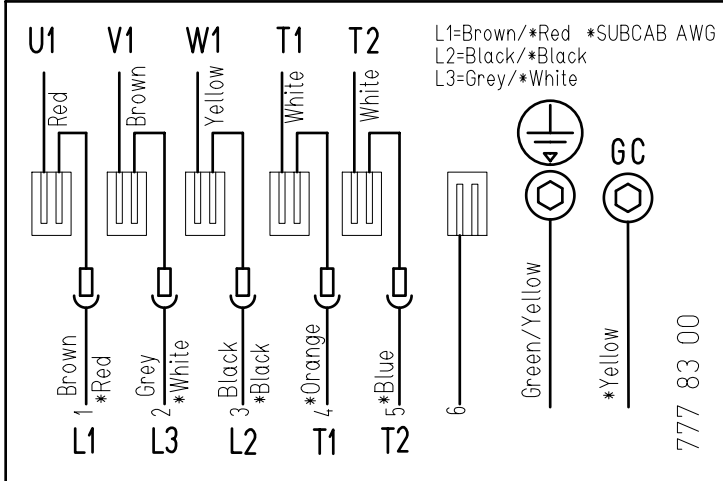 U1 V1 W1 T1 T2
L1=Brown/*Red *SUBCAB AWG
L2=Black/*Black
L3=Grey/*White
Red
Brown
Yellow
White
White
GC
Brown
*Red
Grey
*White
Black
*Black
*Orange
*Blue
Green/Yellow
*Yellow
1 2 3 4 5 6
L1 L3 L2 T1 T2
777 83 00